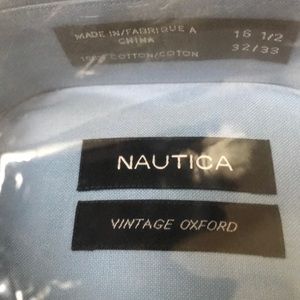 MADE IN/FABRIQUE A
CHINA
100% COTTON/COTON
16 1/2
32/33
NAUTICA
VINTAGE OXFORD